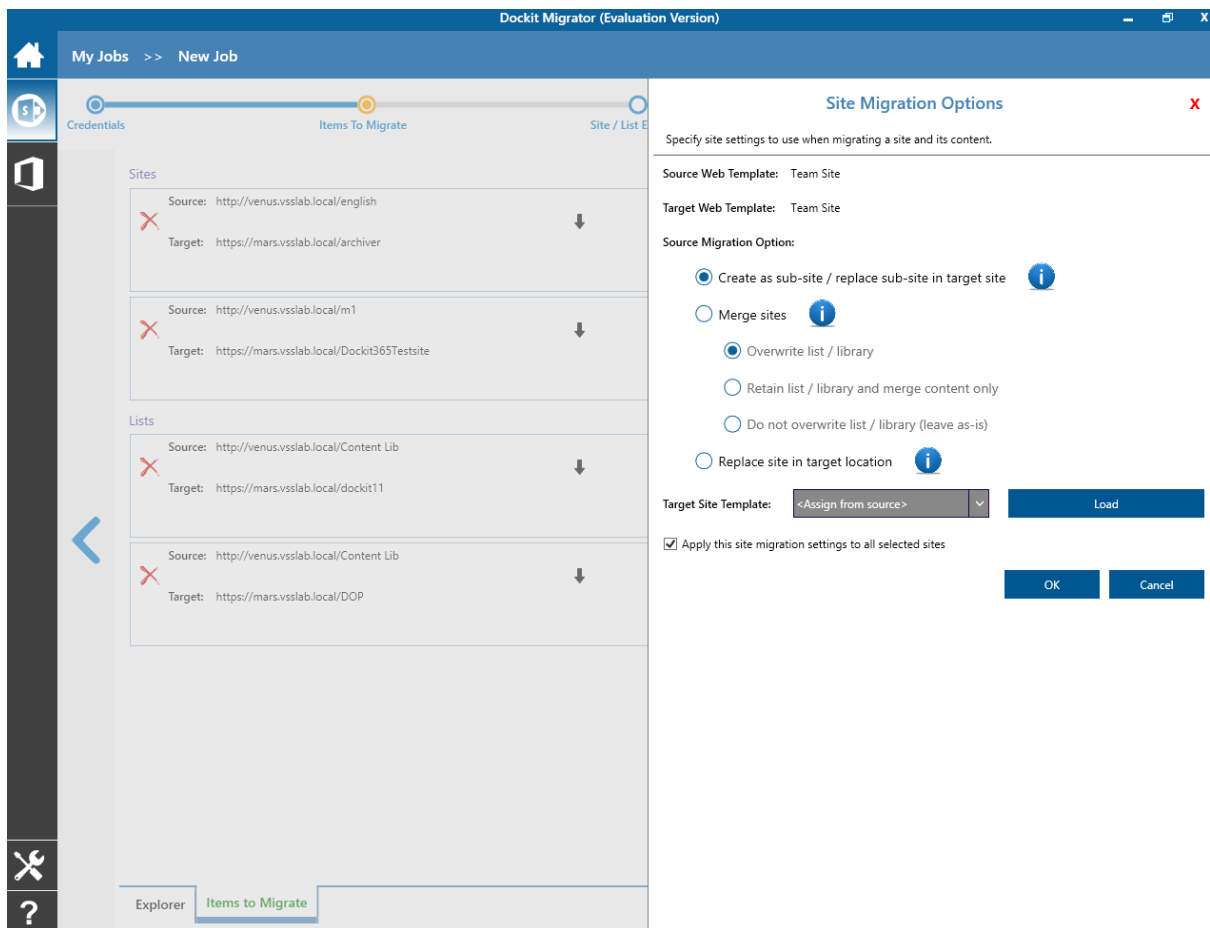 Dockit Migrator (Evaluation Version)
X
My Jobs >> New Job
Credentials
Items To Migrate
Site / List E
Sites
Source: http://venus.vsslab.local/english
Target: https://mars.vsslab.local/archiver
Source: http://venus.vsslab.local/m1
Target: https://mars.vsslab.local/Dockit365Testsite
Lists
Source: http://venus.vsslab.local/Content Lib
Target: https://mars.vsslab.local/dockit11
Source: http://venus.vsslab.local/Content Lib
Target: https://mars.vsslab.local/DOP
Explorer
Items to Migrate
Site Migration Options
X
Specify site settings to use when migrating a site and its content.
Source Web Template: Team Site
Target Web Template: Team Site
Source Migration Option:
Create as sub-site / replace sub-site in target site
Merge sites
Overwrite list / library
Retain list / library and merge content only
Do not overwrite list / library (leave as-is)
Replace site in target location
Target Site Template: <Assign from source>
Load
Apply this site migration settings to all selected sites
OK
Cancel